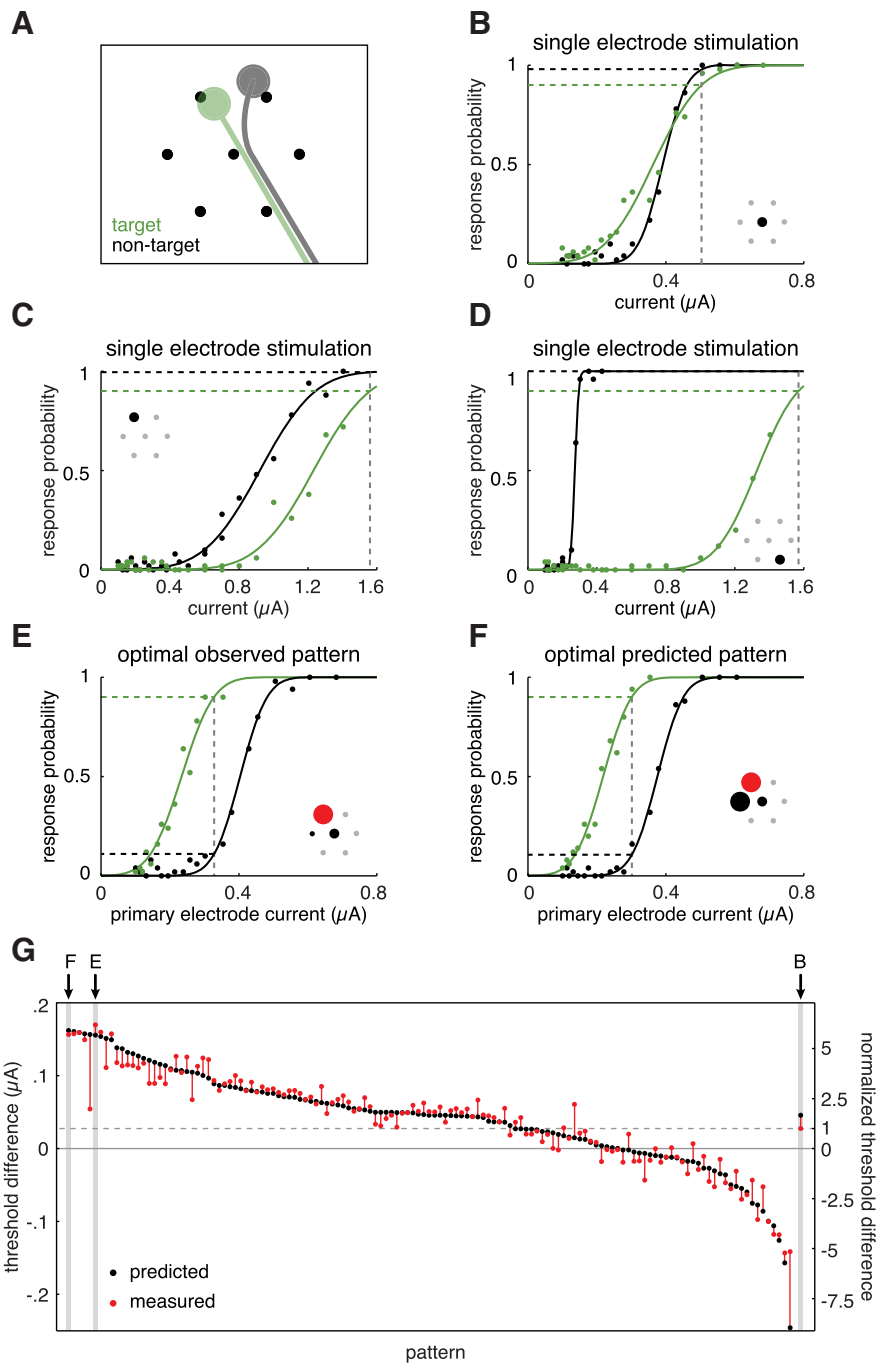 A
target
non-target
B
single electrode stimulation
response probability
1
0.5
0
0 0.4 0.8
current (µA)
C
single electrode stimulation
response probability
1
0.5
0
0 0.4 0.8 1.2 1.6
current (µA)
D
single electrode stimulation
response probability
1
0.5
0
0 0.4 1.2 1.6
current (µA)
E
optimal observed pattern
response probability
1
0.5
0
0 0.4 0.8
primary electrode current (µA)
F
optimal predicted pattern
response probability
1
0.5
0
0 0.4 0.8
primary electrode current (µA)
G
F E B
threshold difference (µA)
.2
.1
0
-.1
-.2
predicted
measured
5
2.5
1
0
-2.5
-5
-7.5
normalized threshold difference
pattern